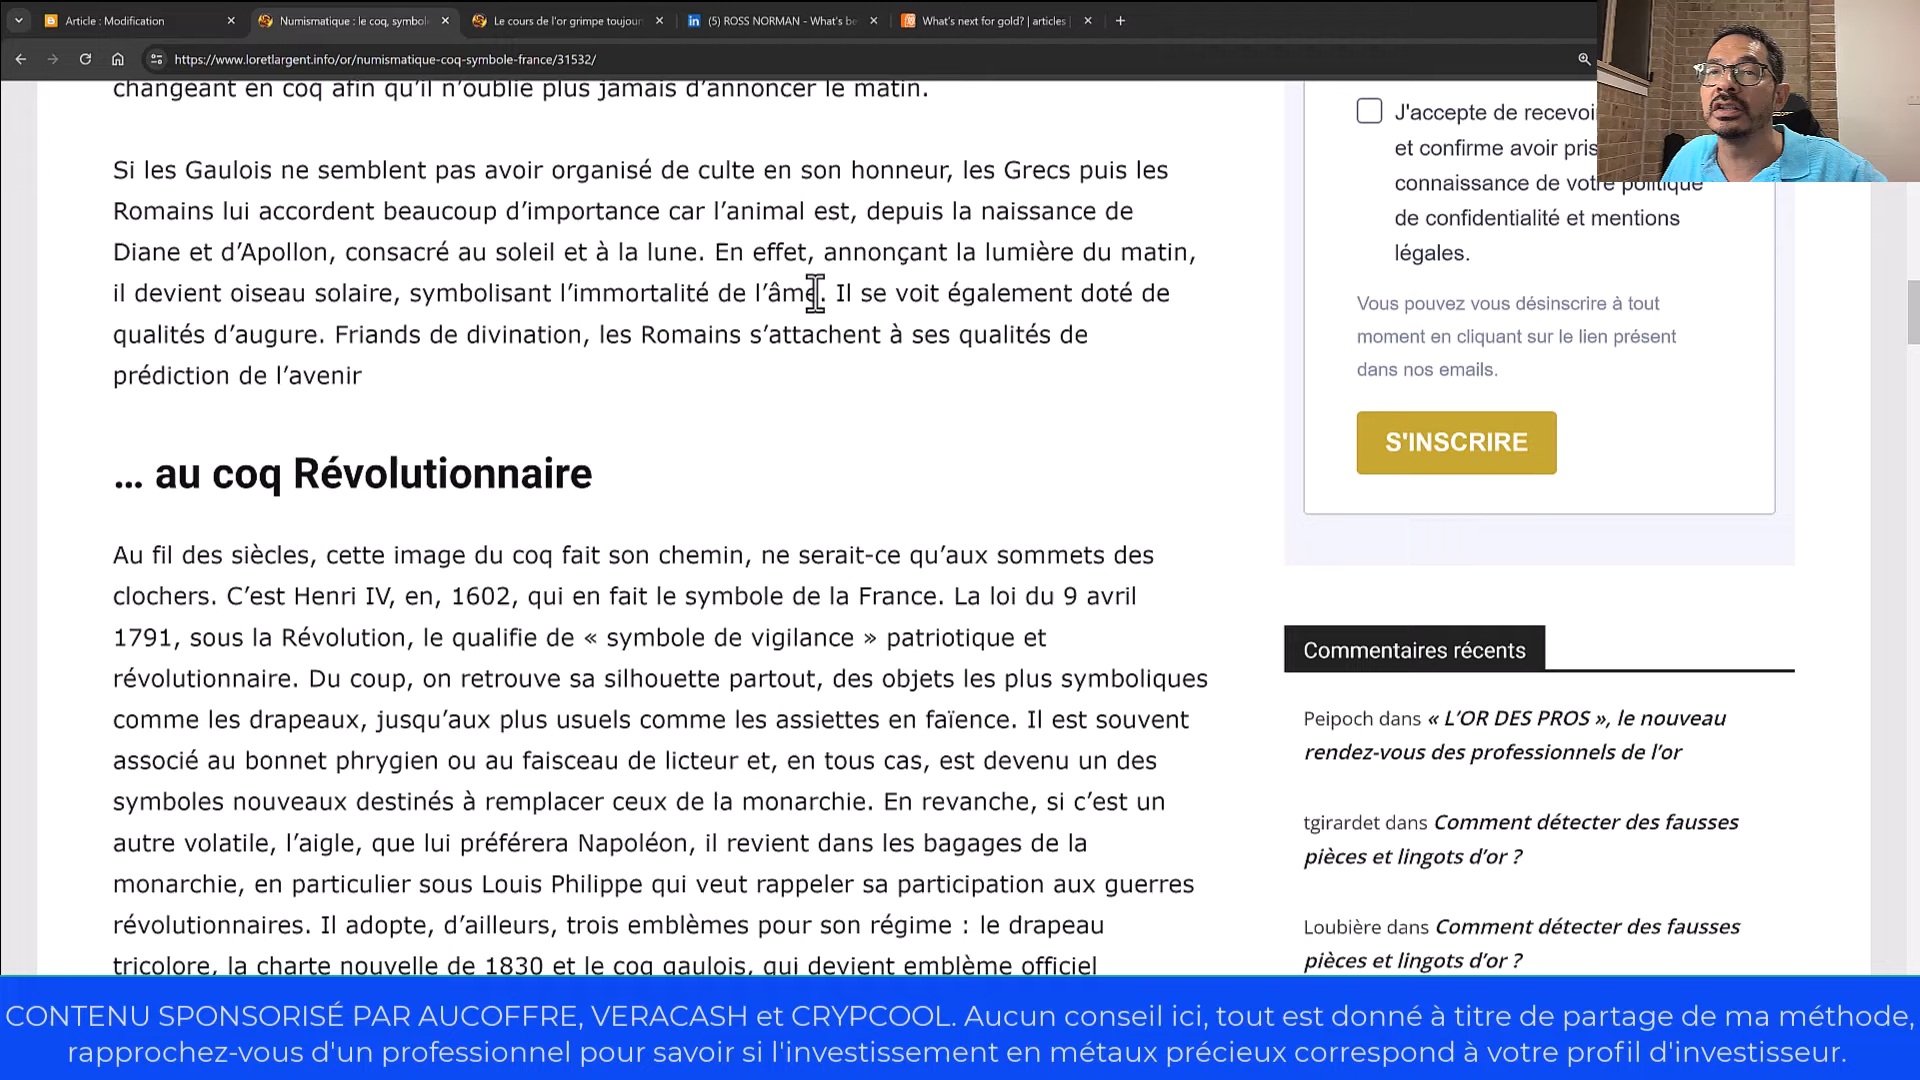 Article : Modification
Numismatique : le coq, symbol
Le cours de l'or grimpe toujour
(5) ROSS NORMAN - What's be
What's next for gold? | articles
https://www.loretlargent.info/or/numismatique-coq-symbole-france/31532/
changeant en coq afin qu'il n'oublie plus jamais d'annoncer le matin.
Si les Gaulois ne semblent pas avoir organisé de culte en son honneur, les Grecs puis les
Romains lui accordent beaucoup d'importance car l'animal est, depuis la naissance de
Diane et d'Apollon, consacré au soleil et à la lune. En effet, annonçant la lumière du matin,
il devient oiseau solaire, symbolisant l'immortalité de l'âme. Il se voit également doté de
qualités d'augure. Friands de divination, les Romains s'attachent à ses qualités de
prédiction de l'avenir
... au coq Révolutionnaire
Au fil des siècles, cette image du coq fait son chemin, ne serait-ce qu'aux sommets des
clochers. C'est Henri IV, en, 1602, qui en fait le symbole de la France. La loi du 9 avril
1791, sous la Révolution, le qualifie de « symbole de vigilance » patriotique et
révolutionnaire. Du coup, on retrouve sa silhouette partout, des objets les plus symboliques
comme les drapeaux, jusqu'aux plus usuels comme les assiettes en faïence. Il est souvent
associé au bonnet phrygien ou au faisceau de licteur et, en tous cas, est devenu un des
symboles nouveaux destinés à remplacer ceux de la monarchie. En revanche, si c'est un
autre volatile, l'aigle, que lui préférera Napoléon, il revient dans les bagages de la
monarchie, en particulier sous Louis Philippe qui veut rappeler sa participation aux guerres
révolutionnaires. Il adopte, d'ailleurs, trois emblèmes pour son régime : le drapeau
tricolore, la charte nouvelle de 1830 et le coq gaulois, qui devient emblème officiel
J'accepte de recevoi
et confirme avoir pris
connaissance de votre politique
de confidentialité et mentions
légales.
Vous pouvez vous désinscrire à tout
moment en cliquant sur le lien présent
dans nos emails.
S'INSCRIRE
Commentaires récents
Peipoch dans « L'OR DES PROS », le nouveau
rendez-vous des professionnels de l'or
tgirardet dans Comment détecter des fausses
pièces et lingots d'or ?
Loubière dans Comment détecter des fausses
pièces et lingots d'or ?
CONTENU SPONSORISÉ PAR AUCOFFRE, VERACASH et CRYPCOOL. Aucun conseil ici, tout est donné à titre de partage de ma méthode,
rapprochez-vous d'un professionnel pour savoir si l'investissement en métaux précieux correspond à votre profil d'investisseur.